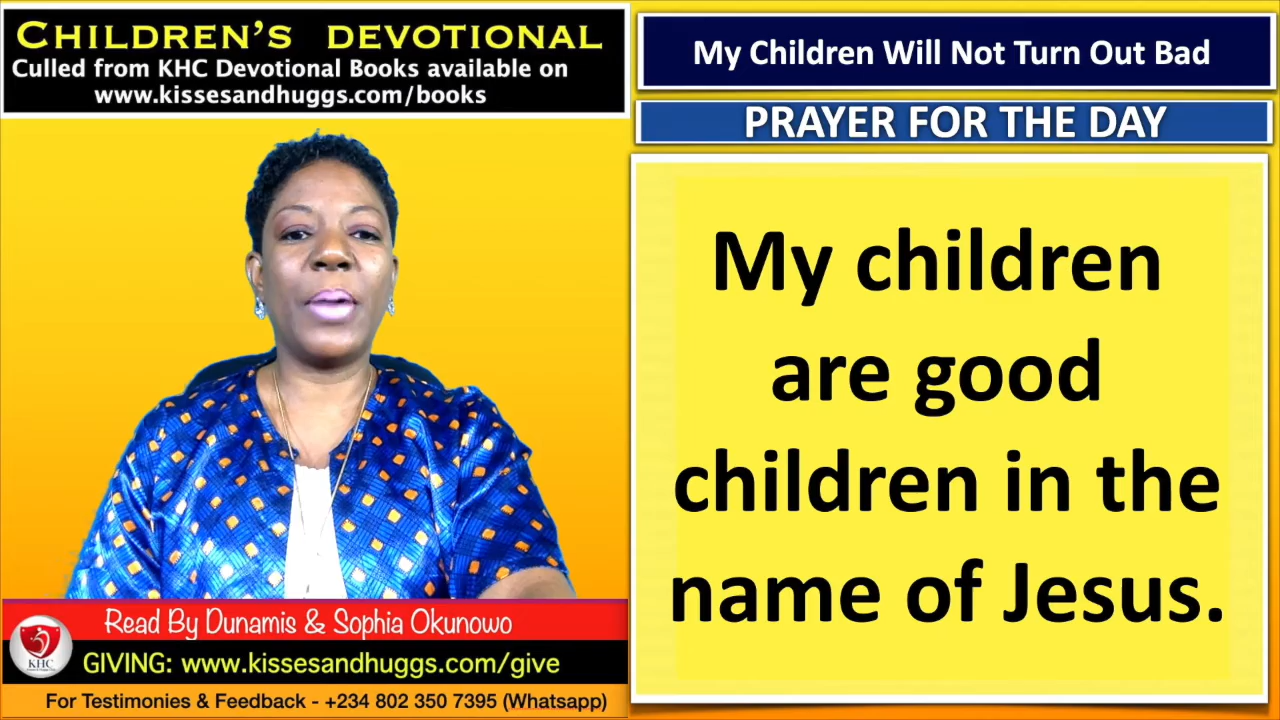 CHILDREN'S DEVOTIONAL
Culled from KHC Devotional Books available on
www.kissesandhuggs.com/books
My Children Will Not Turn Out Bad
PRAYER FOR THE DAY
My children
are good
children in the
name of Jesus.
Read By Dunamis & Sophia Okunowo
KHC
GIVING: www.kissesandhuggs.com/give
For Testimonies & Feedback - +234 802 350 7395 (Whatsapp)